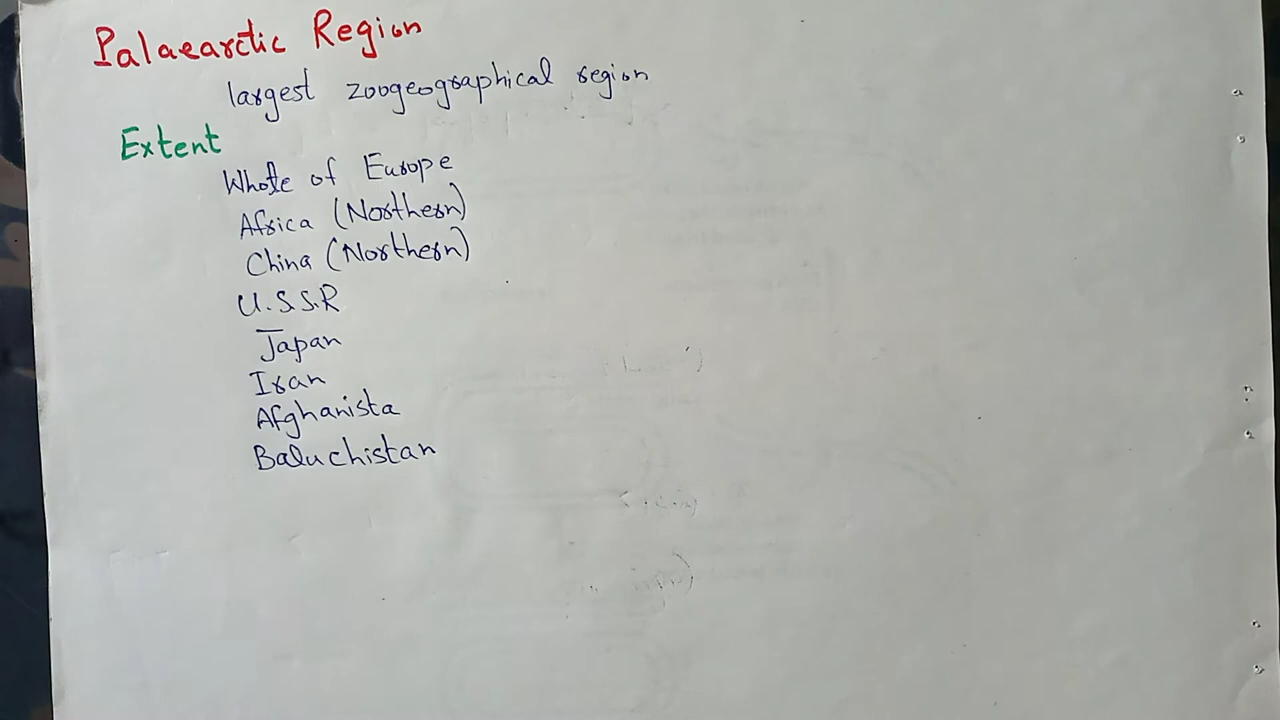 Palaearctic Region
largest zoogeographical region
Extent
Whole of Europe
Africa (Northern)
China (Northern)
U.S.S.R
Japan
Iran
Afghanista
Baluchistan